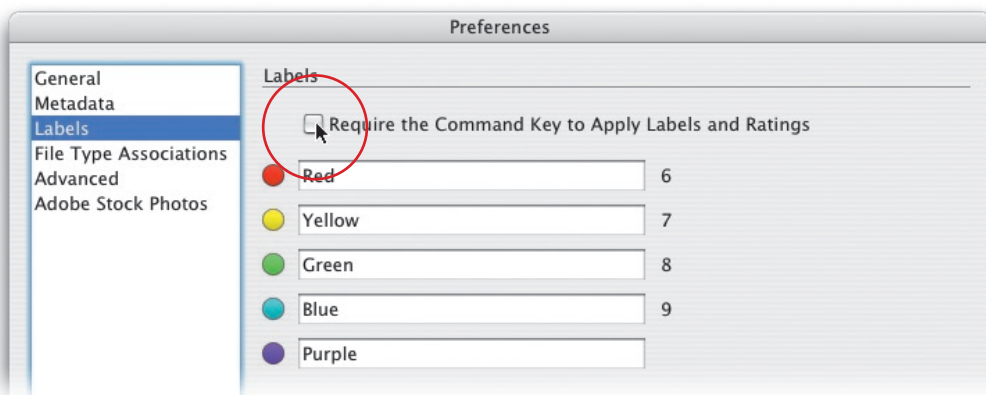 Preferences
General
Metadata
Labels
File Type Associations
Advanced
Adobe Stock Photos
Labels
Require the Command Key to Apply Labels and Ratings
Red 6
Yellow 7
Green 8
Blue 9
Purple